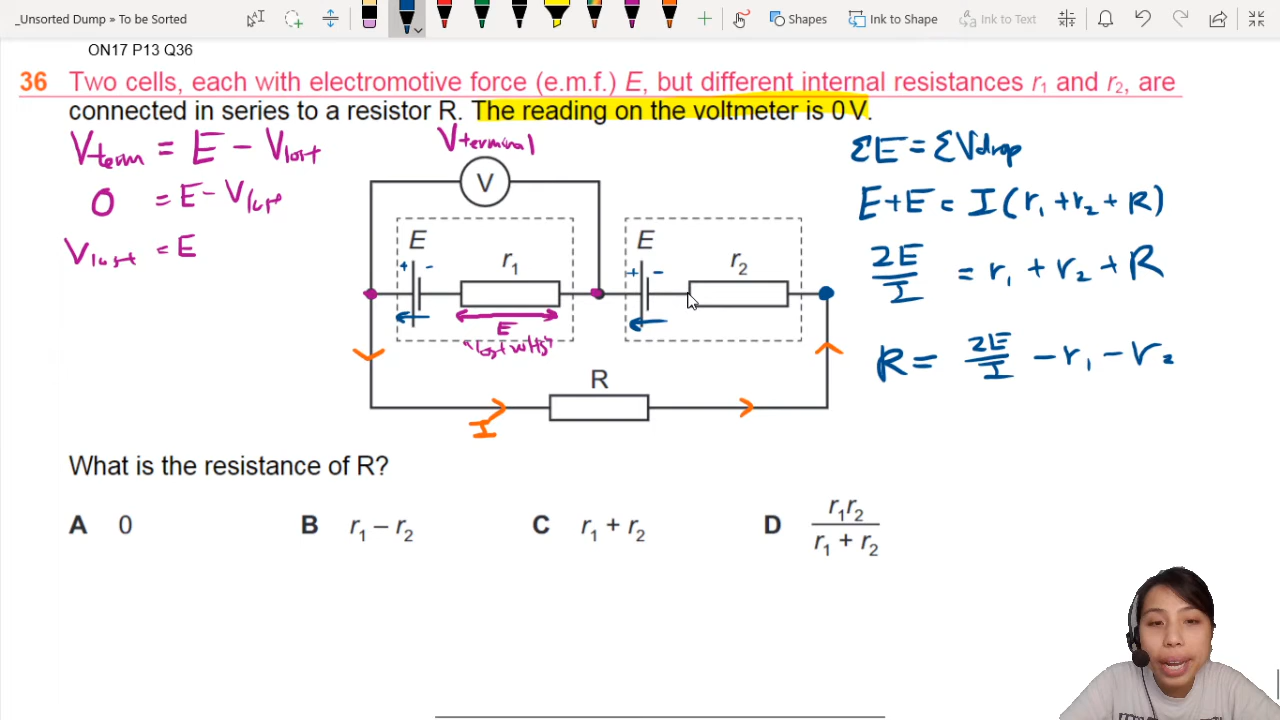 _Unsorted Dump » To be Sorted
Shapes
Ink to Shape
Ink to Text
ON17 P13 Q36
36 Two cells, each with electromotive force (e.m.f.) E, but different internal resistances r₁ and r₂, are
connected in series to a resistor R. The reading on the voltmeter is 0 V.
Vterm = E - Vlost
0 = E - Vlost
Vlost = E
Vterminal
V
E
r₁
+ -
E
"lost volts"
E
r₂
+ -
R
I
ΣE = ΣVdrop
E+E = I(r₁+r₂+R)
2E/I = r₁ + r₂ + R
R = 2E/I - r₁ - r₂
What is the resistance of R?
A 0 B r₁ – r₂ C r₁ + r₂ D r₁r₂/(r₁ + r₂)